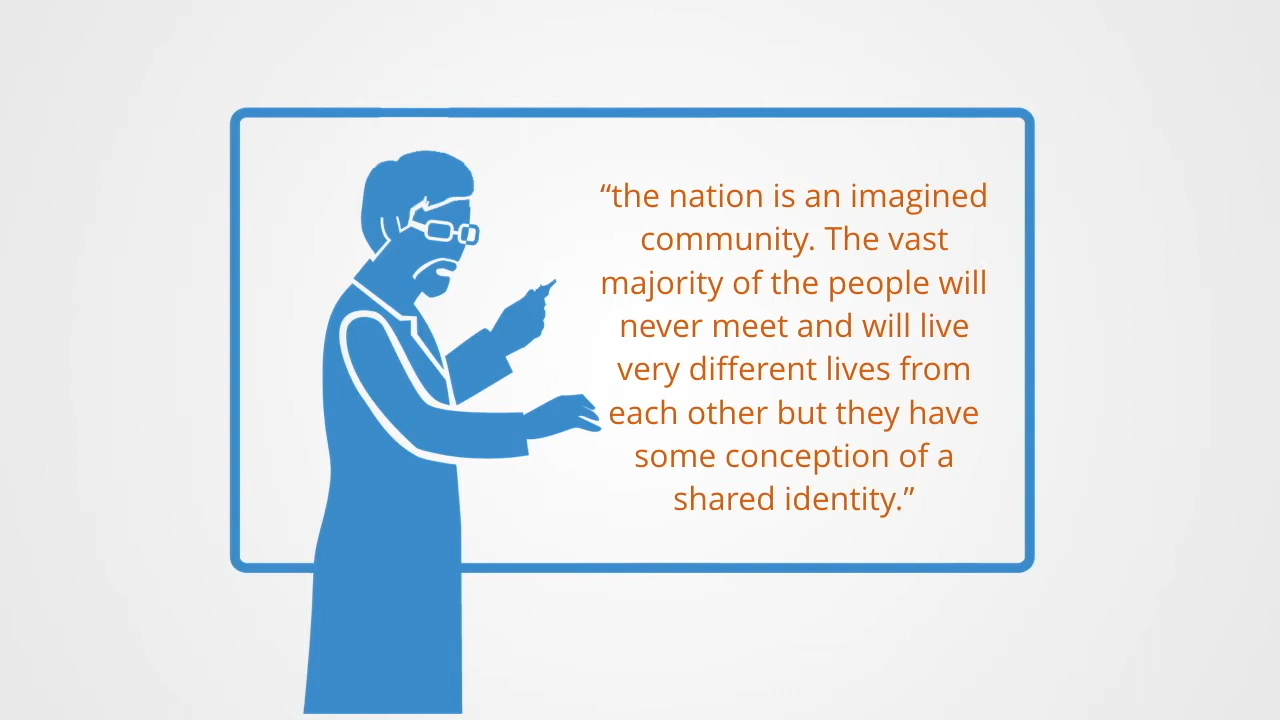 “the nation is an imagined
community. The vast
majority of the people will
never meet and will live
very different lives from
each other but they have
some conception of a
shared identity.”